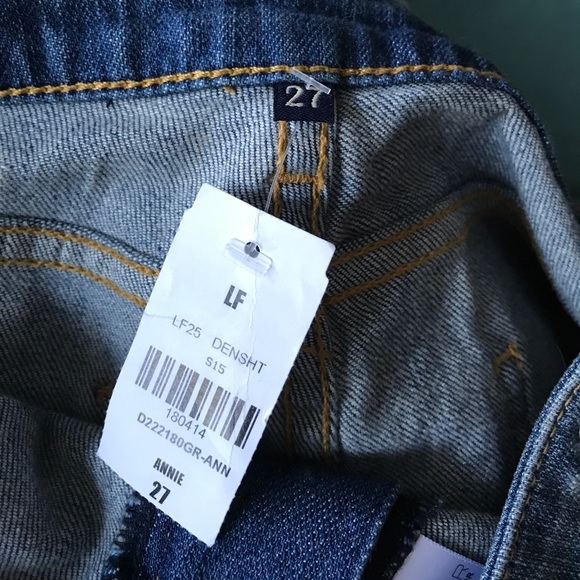 27
LF
LF25 DENSHT
S15
180414
D222180GR-ANN
ANNIE
27